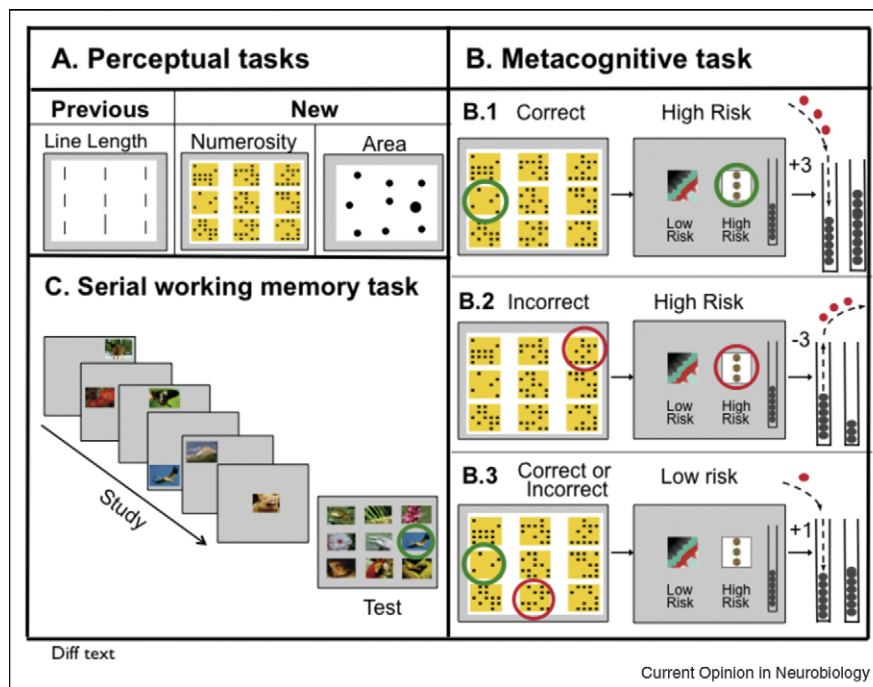 A. Perceptual tasks
Previous
New
Line Length
Numerosity
Area
C. Serial working memory task
Study
Test
B. Metacognitive task
B.1 Correct
High Risk
+3
Low
Risk
High
Risk
B.2 Incorrect
High Risk
-3
Low
Risk
High
Risk
B.3 Correct or
Incorrect
Low risk
+1
Low
Risk
High
Risk
Diff text
Current Opinion in Neurobiology